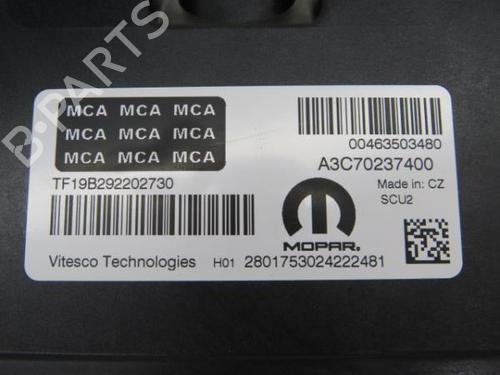 MCA MCA MCA
MCA MCA MCA
MCA MCA MCA
TF19B292202730
00463503480
A3C70237400
Made in: CZ
SCU2
MOPAR.
Vitesco Technologies H01 2801753024222481
B-PARTS